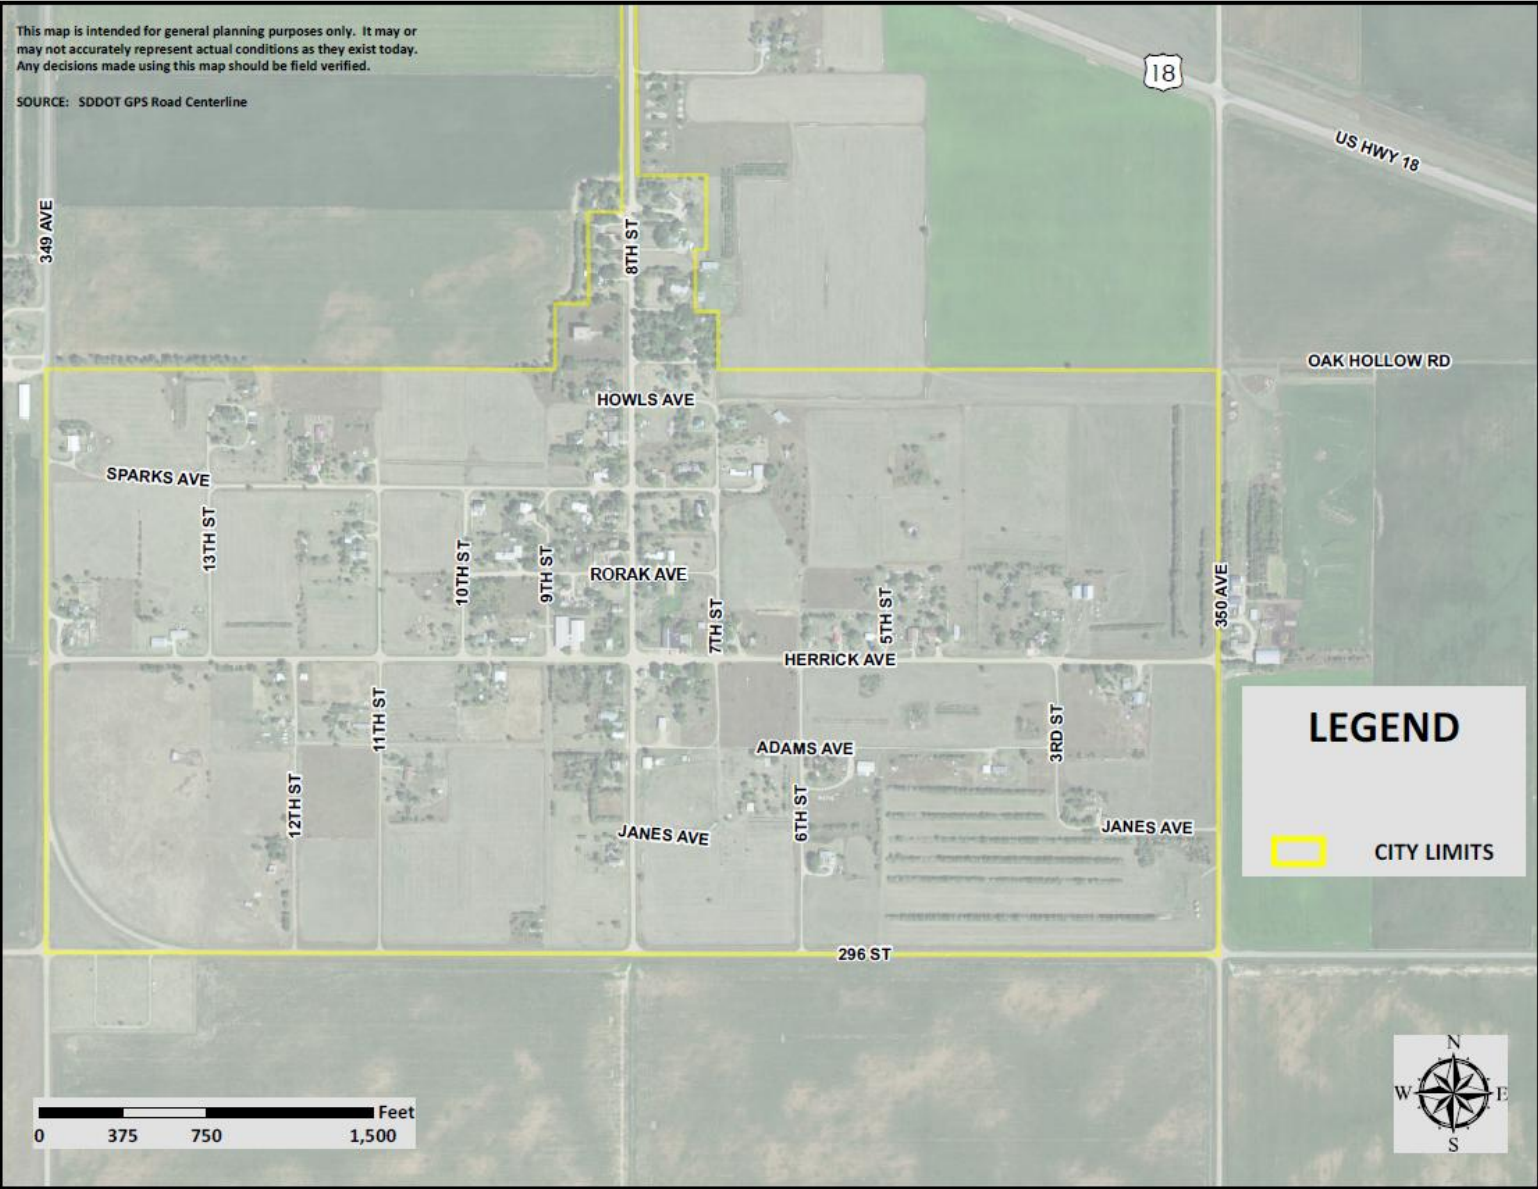 This map is intended for general planning purposes only. It may or
may not accurately represent actual conditions as they exist today.
Any decisions made using this map should be field verified.
SOURCE: SDDOT GPS Road Centerline
18
US HWY 18
349 AVE
8TH ST
OAK HOLLOW RD
HOWLS AVE
SPARKS AVE
13TH ST
10TH ST
9TH ST
RORAK AVE
7TH ST
5TH ST
350 AVE
HERRICK AVE
11TH ST
3RD ST
ADAMS AVE
12TH ST
6TH ST
JANES AVE
JANES AVE
296 ST
LEGEND
CITY LIMITS
N
W
E
S
Feet
0 375 750 1,500